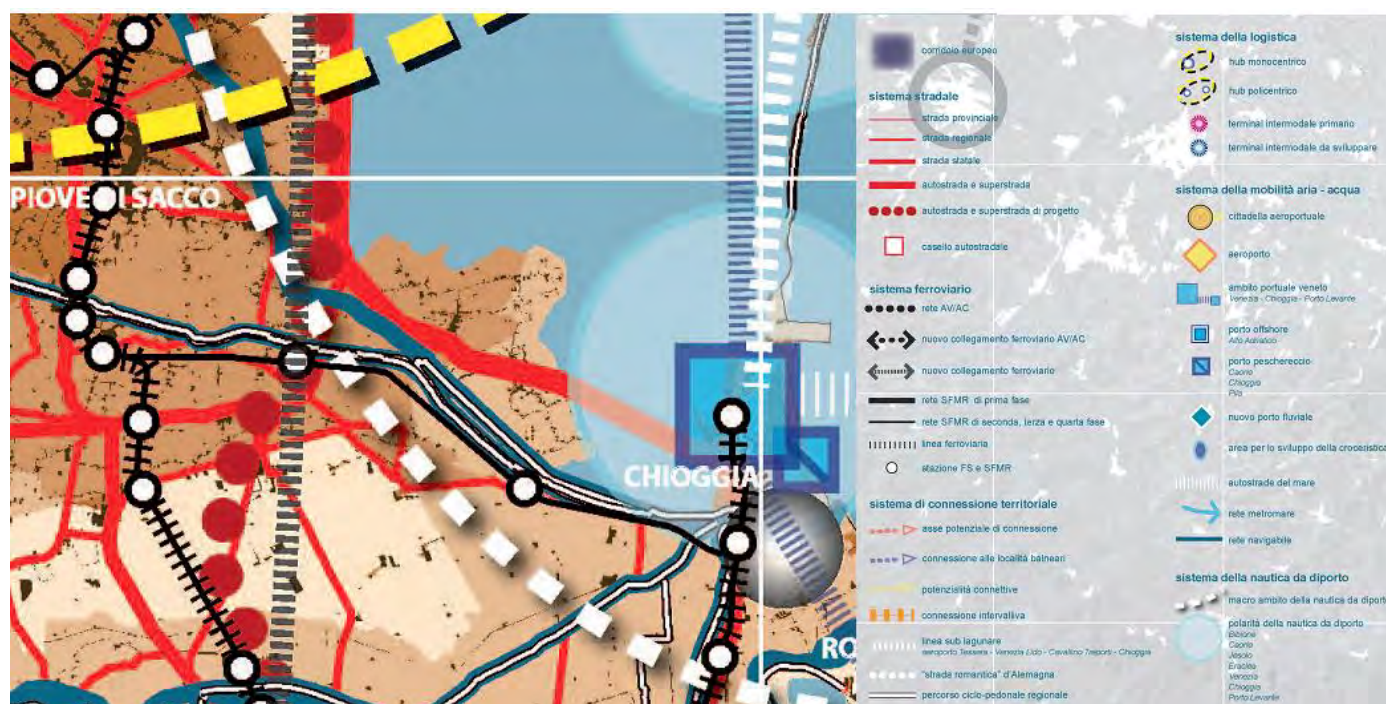 PIOVE DI SACCO
CHIOGGIA
RO
corridoio europeo
sistema stradale
strada provinciale
strada regionale
strada statale
autostrada e superstrada
autostrada e superstrada di progetto
casello autostradale
sistema ferroviario
rete AV/AC
nuovo collegamento ferroviario AV/AC
nuovo collegamento ferroviario
rete SFMR di prima fase
rete SFMR di seconda, terza e quarta fase
linea ferroviaria
stazione FS e SFMR
sistema di connessione territoriale
asse potenziale di connessione
connessione alle località balneari
potenzialità connettive
connessione intervalliva
linea sub lagunare
aeroporto Tessera - Venezia Lido - Cavallino Treporti - Chioggia
"strada romantica" d'Alemagna
percorso ciclo-pedonale regionale
sistema della logistica
hub monocentrico
hub policentrico
terminal intermodale primario
terminal intermodale da sviluppare
sistema della mobilità aria - acqua
cittadella aeroportuale
aeroporto
ambito portuale veneto
Venezia - Chioggia - Porto Levante
porto offshore
Alto Adriatico
porto peschereccio
Caorle
Chioggia
Pila
nuovo porto fluviale
area per lo sviluppo della crocieristica
autostrade del mare
rete metromare
rete navigabile
sistema della nautica da diporto
macro ambito della nautica da diporto
polarità della nautica da diporto
Bibione
Caorle
Jesolo
Eraclea
Venezia
Chioggia
Porto Levante